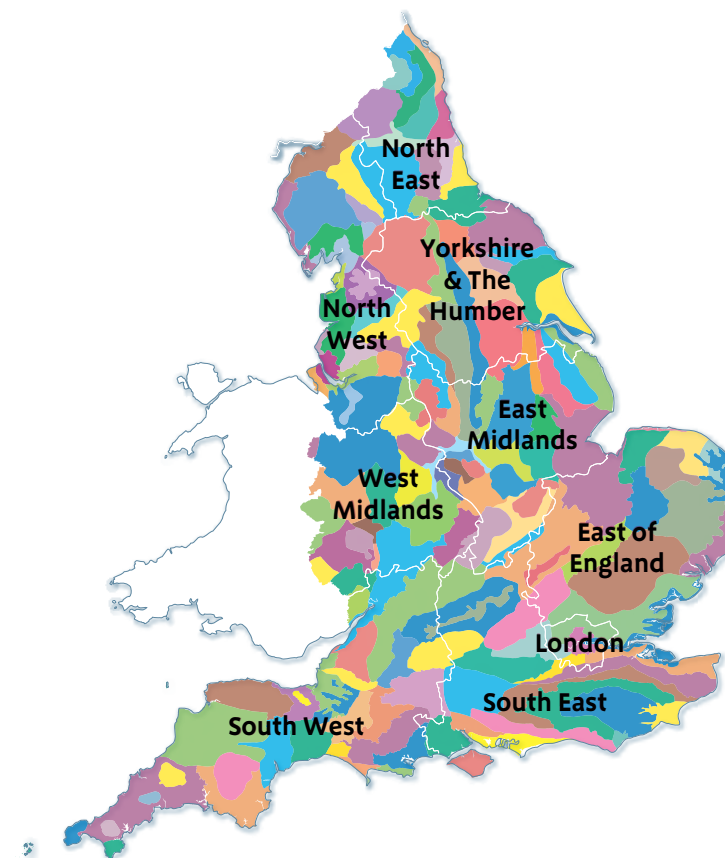 North
East
Yorkshire
& The
Humber
North
West
East
Midlands
West
Midlands
East of
England
London
South East
South West